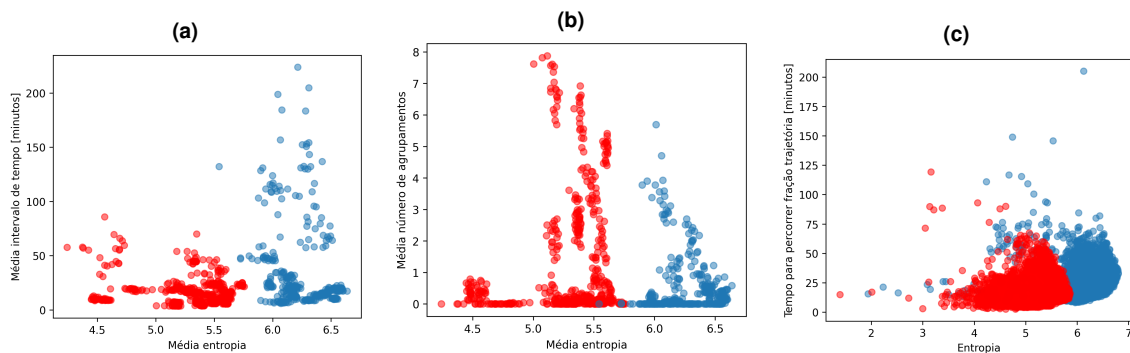 (a)
Média intervalo de tempo [minutos]
200
150
100
50
0
4.5 5.0 5.5 6.0 6.5
Média entropia
(b)
Média número de agrupamentos
8
7
6
5
4
3
2
1
0
4.5 5.0 5.5 6.0 6.5
Média entropia
(c)
Tempo para percorrer fração trajetória [minutos]
200
175
150
125
100
75
50
25
0
2 3 4 5 6 7
Entropia